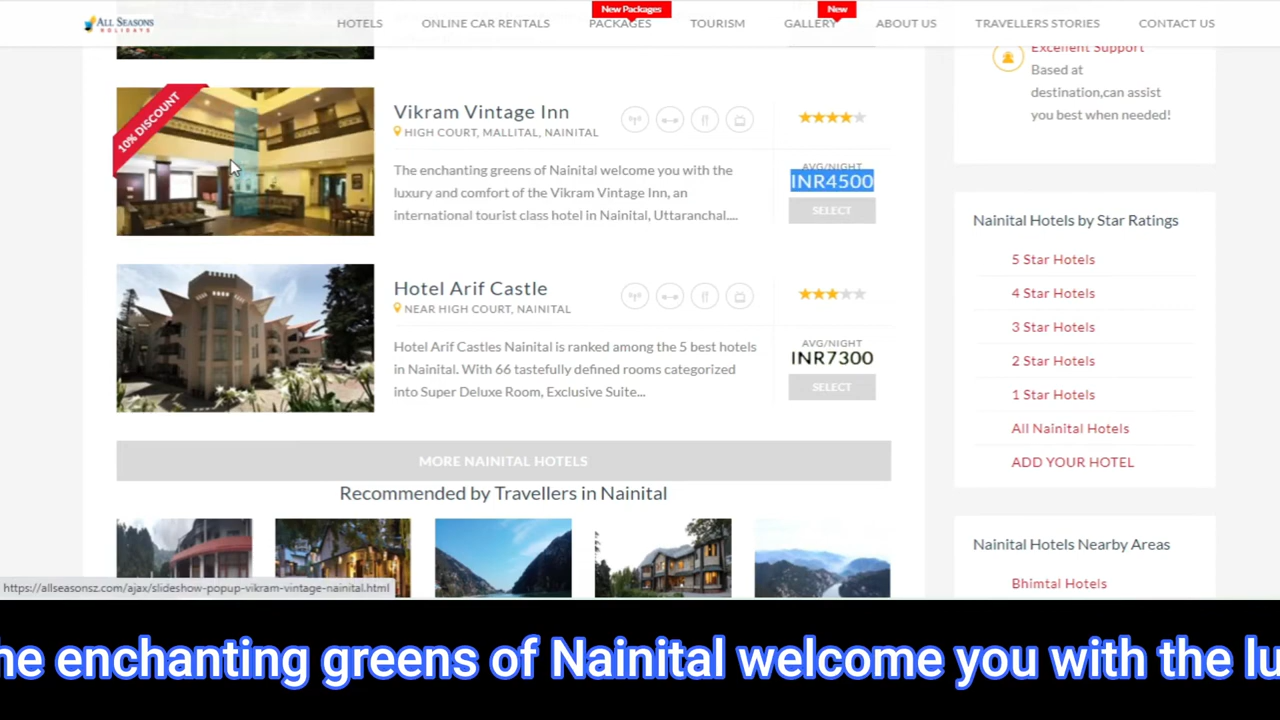 New Packages
New
ALL SEASONS
HOLIDAYS
HOTELS
ONLINE CAR RENTALS
PACKAGES
TOURISM
GALLERY
ABOUT US
TRAVELLERS STORIES
CONTACT US
10% DISCOUNT
Vikram Vintage Inn
HIGH COURT, MALLITAL, NAINITAL
The enchanting greens of Nainital welcome you with the
luxury and comfort of the Vikram Vintage Inn, an
international tourist class hotel in Nainital, Uttaranchal....
AVG/NIGHT
INR4500
SELECT
Hotel Arif Castle
NEAR HIGH COURT, NAINITAL
Hotel Arif Castles Nainital is ranked among the 5 best hotels
in Nainital. With 66 tastefully defined rooms categorized
into Super Deluxe Room, Exclusive Suite...
AVG/NIGHT
INR7300
SELECT
MORE NAINITAL HOTELS
Recommended by Travellers in Nainital
Excellent Support
Based at
destination,can assist
you best when needed!
Nainital Hotels by Star Ratings
5 Star Hotels
4 Star Hotels
3 Star Hotels
2 Star Hotels
1 Star Hotels
All Nainital Hotels
ADD YOUR HOTEL
Nainital Hotels Nearby Areas
Bhimtal Hotels
https://allseasonsz.com/ajax/slideshow-popup-vikram-vintage-nainital.html
he enchanting greens of Nainital welcome you with the lu